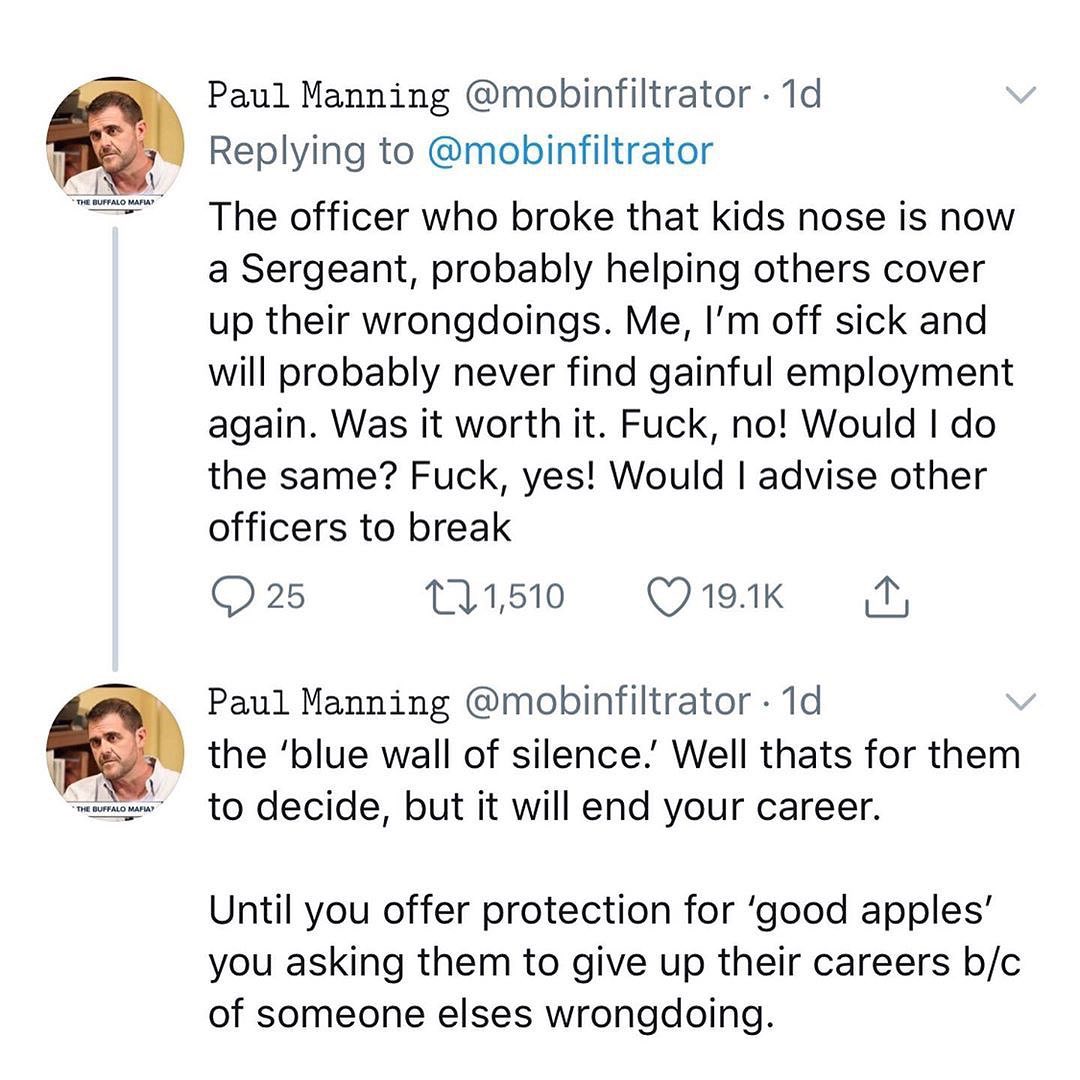 Paul Manning @mobinfiltrator · 1d
Replying to @mobinfiltrator
The officer who broke that kids nose is now
a Sergeant, probably helping others cover
up their wrongdoings. Me, I’m off sick and
will probably never find gainful employment
again. Was it worth it. Fuck, no! Would I do
the same? Fuck, yes! Would I advise other
officers to break
25 1,510 19.1K
THE BUFFALO MAFIA?
Paul Manning @mobinfiltrator · 1d
the ‘blue wall of silence.’ Well thats for them
to decide, but it will end your career.
Until you offer protection for ‘good apples’
you asking them to give up their careers b/c
of someone elses wrongdoing.
THE BUFFALO MAFIA?